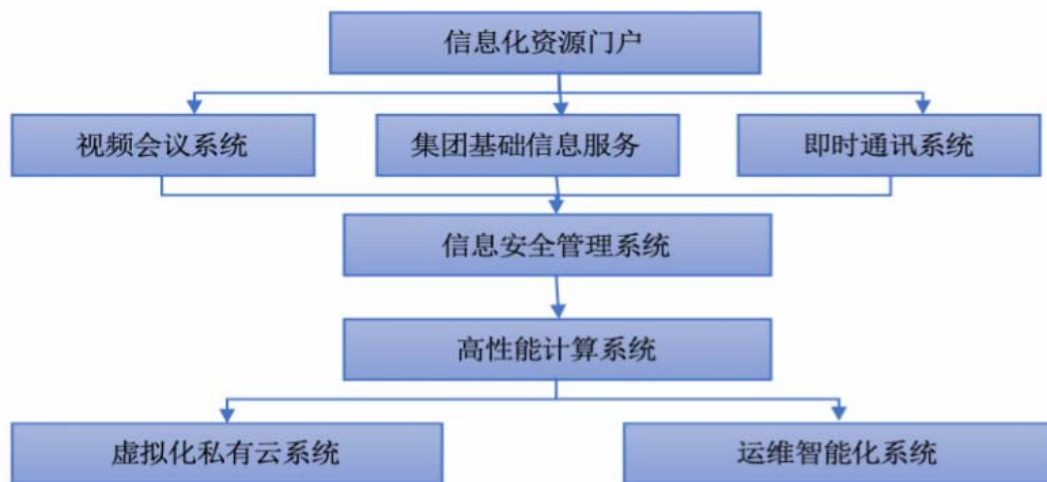 信息化资源门户
视频会议系统
集团基础信息服务
即时通讯系统
信息安全管理系统
高性能计算系统
虚拟化私有云系统
运维智能化系统